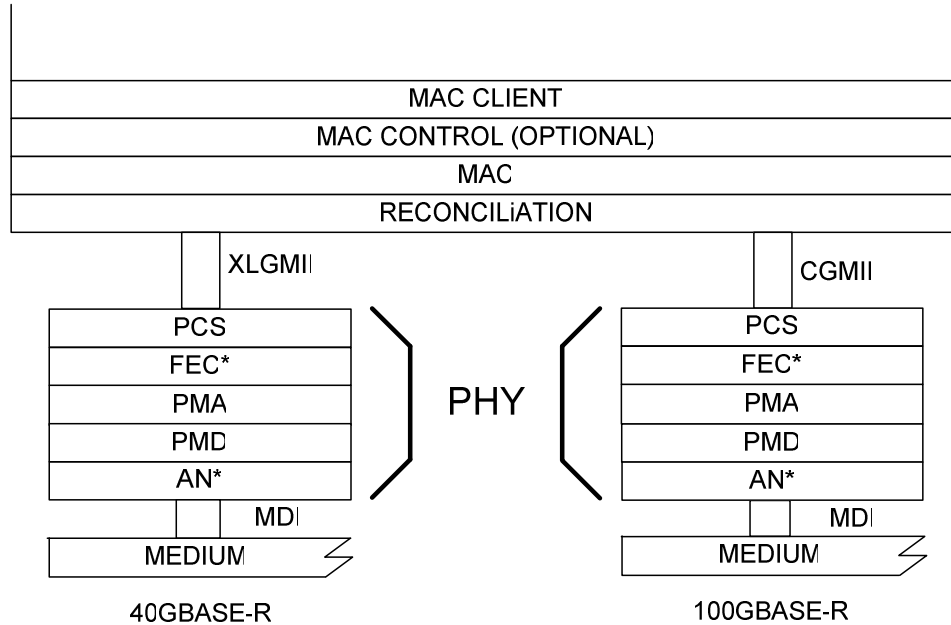 MAC CLIENT
MAC CONTROL (OPTIONAL)
MAC
RECONCILiATION
XLGMII
CGMII
PCS
FEC*
PMA
PMD
AN*
PHY
PCS
FEC*
PMA
PMD
AN*
MDI
MDI
MEDIUM
MEDIUM
40GBASE-R
100GBASE-R